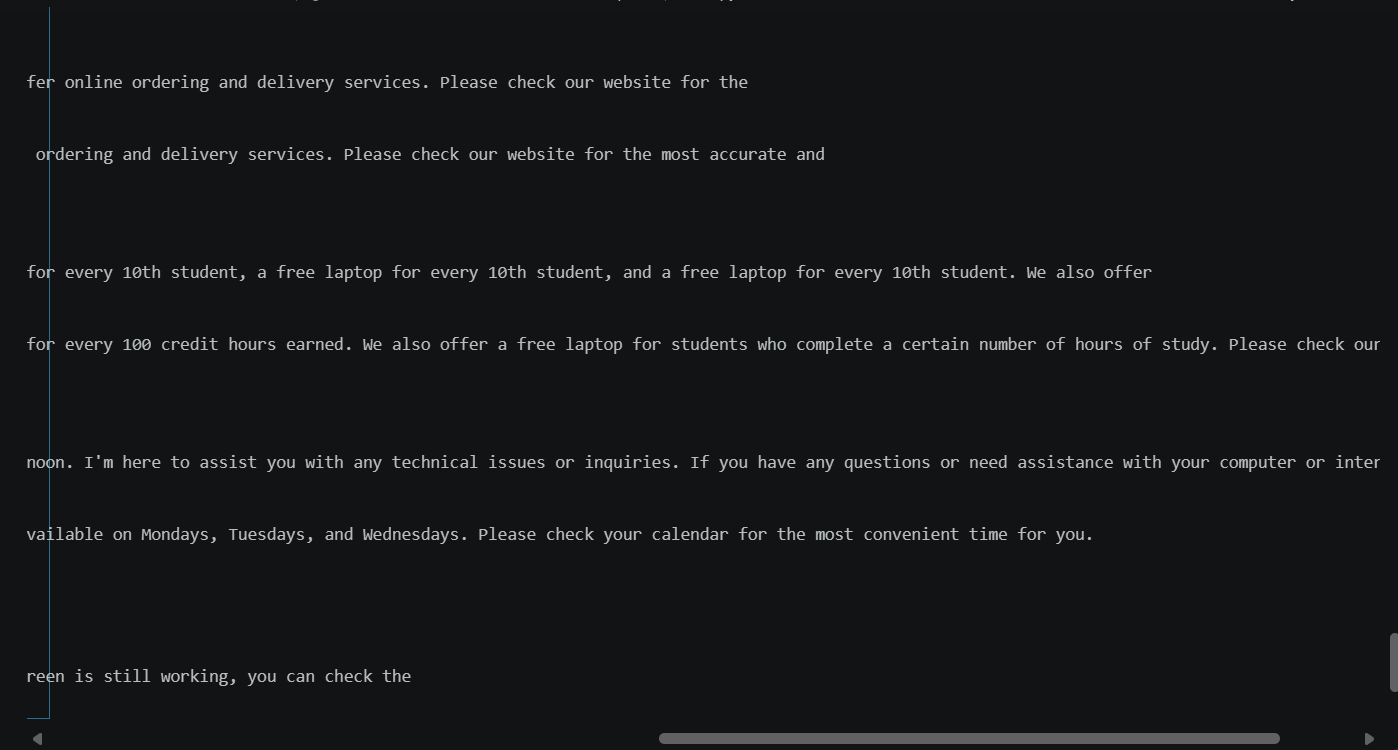 fer online ordering and delivery services. Please check our website for the
ordering and delivery services. Please check our website for the most accurate and
for every 10th student, a free laptop for every 10th student, and a free laptop for every 10th student. We also offer
for every 100 credit hours earned. We also offer a free laptop for students who complete a certain number of hours of study. Please check our
noon. I'm here to assist you with any technical issues or inquiries. If you have any questions or need assistance with your computer or inter
vailable on Mondays, Tuesdays, and Wednesdays. Please check your calendar for the most convenient time for you.
reen is still working, you can check the